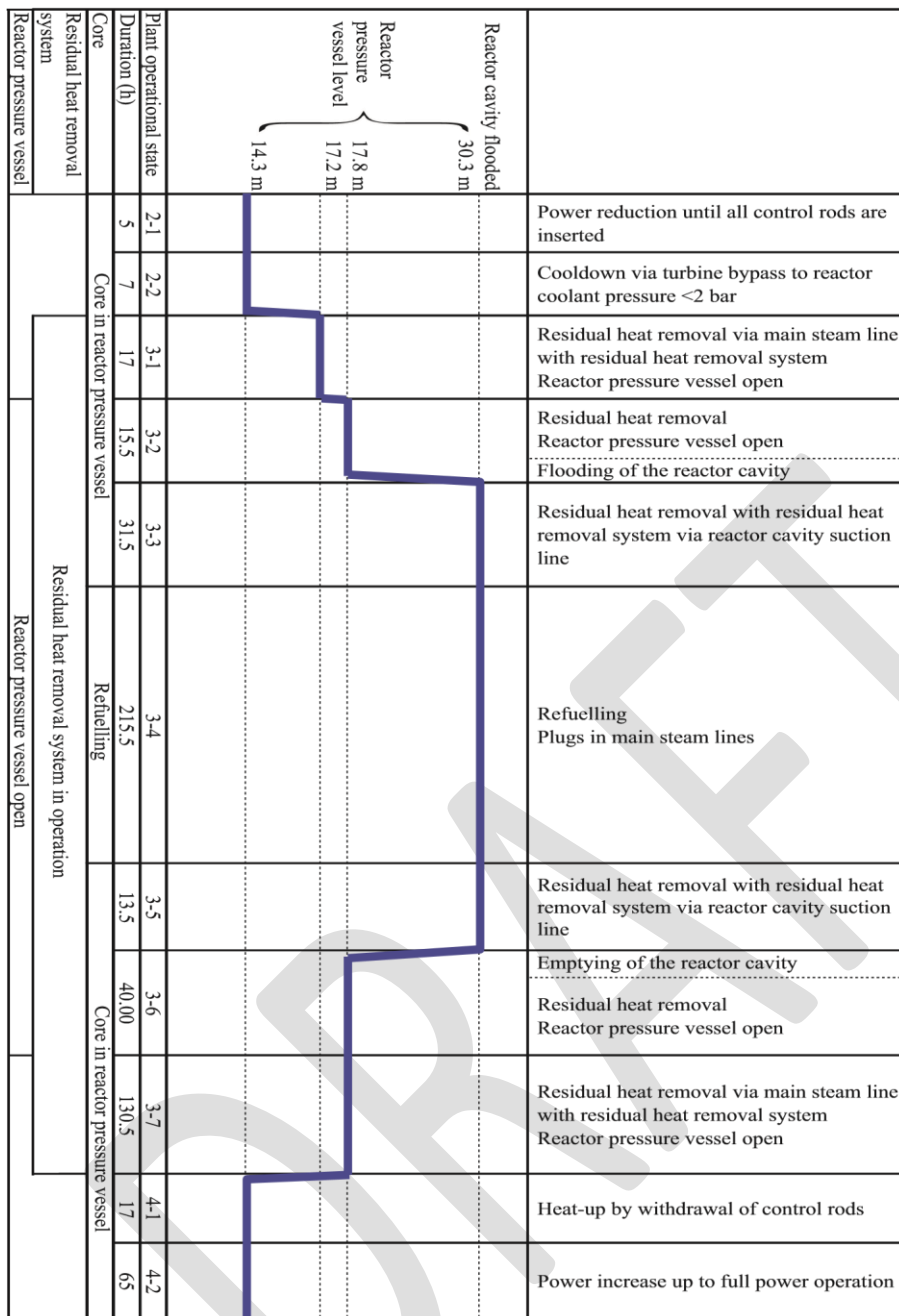 Power reduction until all control rods are
inserted
Cooldown via turbine bypass to reactor
coolant pressure <2 bar
Residual heat removal via main steam line
with residual heat removal system
Reactor pressure vessel open
Residual heat removal
Reactor pressure vessel open
Flooding of the reactor cavity
Residual heat removal with residual heat
removal system via reactor cavity suction
line
Refuelling
Plugs in main steam lines
Residual heat removal with residual heat
removal system via reactor cavity suction
line
Emptying of the reactor cavity
Residual heat removal
Reactor pressure vessel open
Residual heat removal via main steam line
with residual heat removal system
Reactor pressure vessel open
Heat-up by withdrawal of control rods
Power increase up to full power operation
Reactor cavity flooded
30.3 m
17.8 m
17.2 m
14.3 m
Reactor
pressure
vessel level
Plant operational state
2-1
2-2
3-1
3-2
3-3
3-4
3-5
3-6
3-7
4-1
4-2
Duration (h)
5
7
17
15.5
31.5
215.5
13.5
40.00
130.5
17
65
Core
Core in reactor pressure vessel
Refuelling
Core in reactor pressure vessel
Residual heat removal
system
Residual heat removal system in operation
Reactor pressure vessel
Reactor pressure vessel open
DRAFT